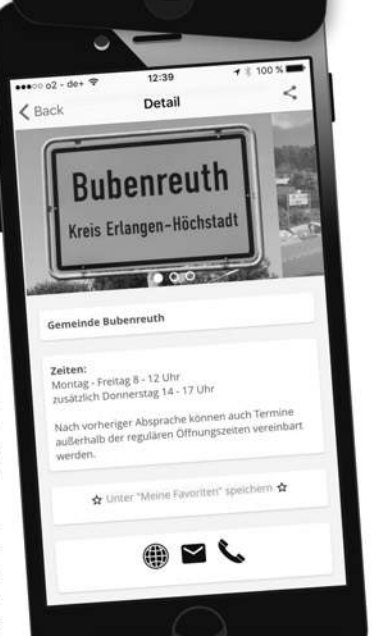 o2 - de+ 12:39 100 %
Back Detail
Bubenreuth
Kreis Erlangen-Höchstadt
Gemeinde Bubenreuth
Zeiten:
Montag - Freitag 8 - 12 Uhr
zusätzlich Donnerstag 14 - 17 Uhr
Nach vorheriger Absprache können auch Termine
außerhalb der regulären Öffnungszeiten vereinbart
werden.
☆ Unter "Meine Favoriten" speichern ☆